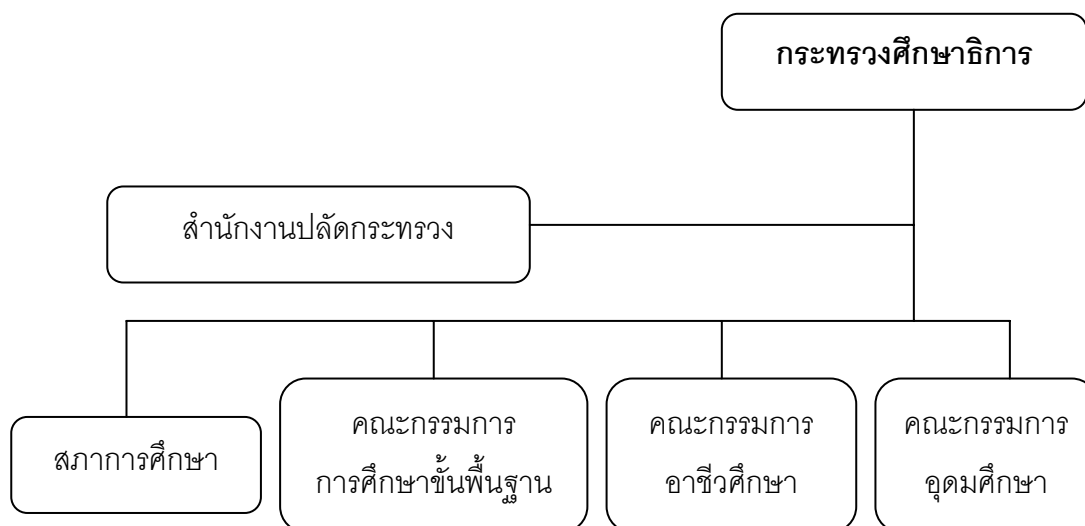 กระทรวงศึกษาธิการ
สำนักงานปลัดกระทรวง
สภาการศึกษา
คณะกรรมการ
การศึกษาขั้นพื้นฐาน
คณะกรรมการ
อาชีวศึกษา
คณะกรรมการ
อุดมศึกษา